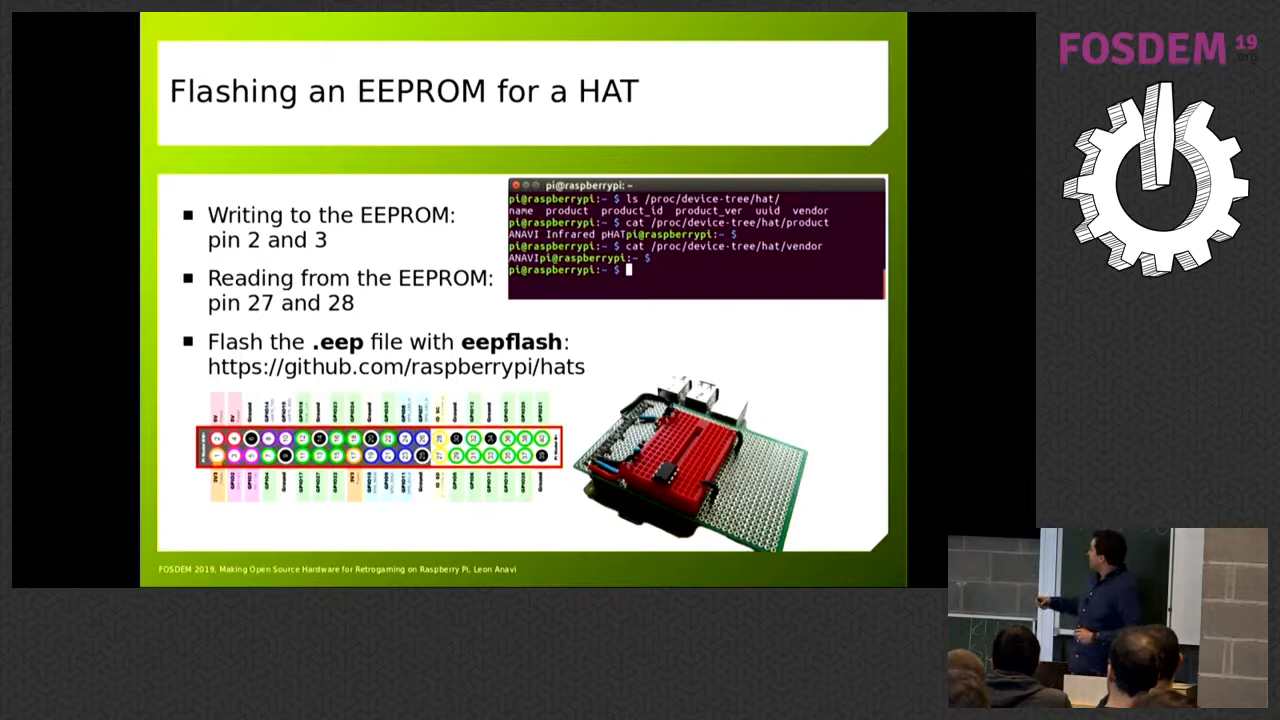 FOSDEM 19
.org
Flashing an EEPROM for a HAT
Writing to the EEPROM:
pin 2 and 3
Reading from the EEPROM:
pin 27 and 28
Flash the .eep file with eepflash:
https://github.com/raspberrypi/hats
pi@raspberrypi: ~
pi@raspberrypi:~ $ ls /proc/device-tree/hat/
name product product_id product_ver uuid vendor
pi@raspberrypi:~ $ cat /proc/device-tree/hat/product
ANAVI Infrared pHATpi@raspberrypi:~ $
pi@raspberrypi:~ $ cat /proc/device-tree/hat/vendor
ANAVIpi@raspberrypi:~ $
pi@raspberrypi:~ $
FOSDEM 2019, Making Open Source Hardware for Retrogaming on Raspberry Pi, Leon Anavi